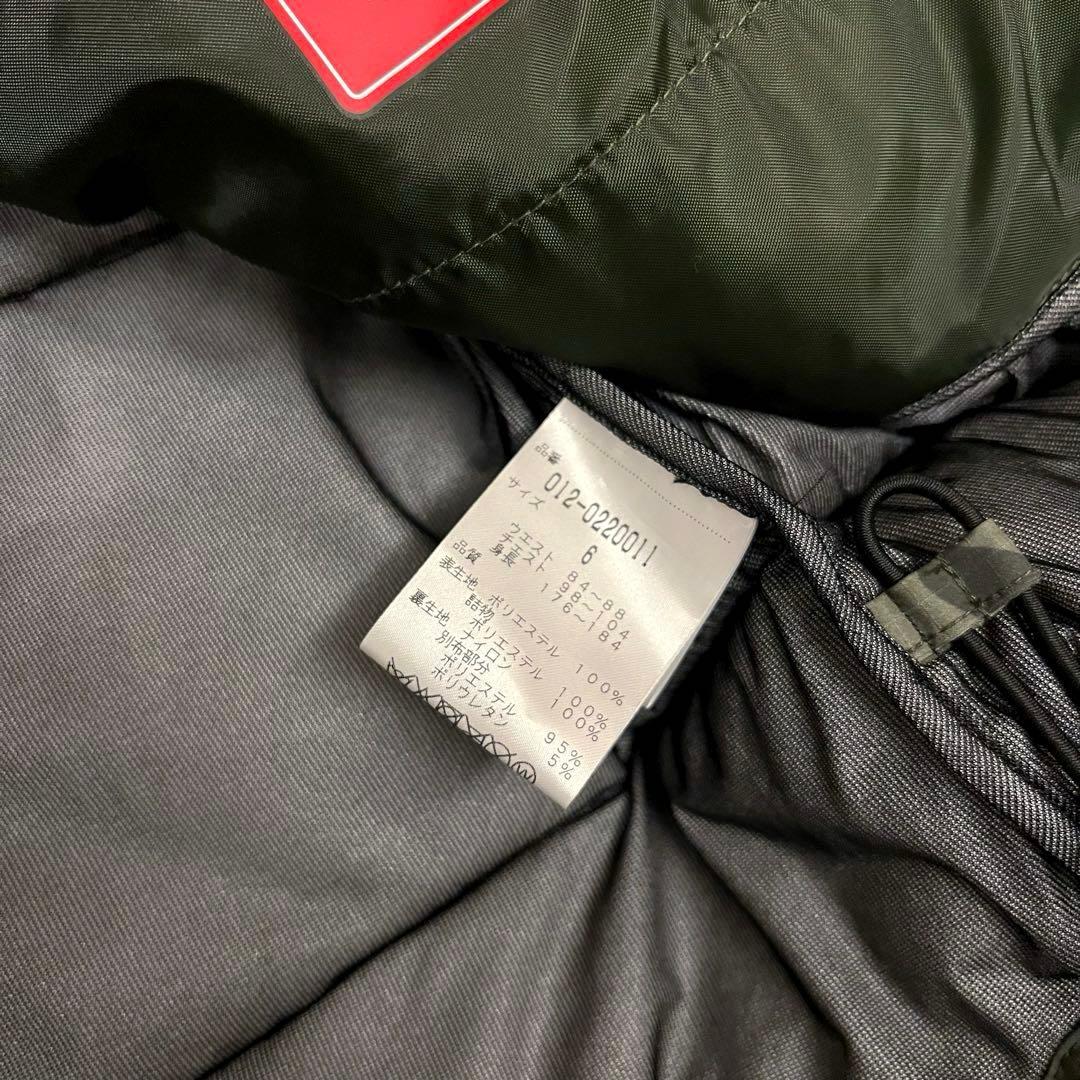 品番
012-0220011
サイズ 6
ウエスト 84~88
チェスト 98~104
身長 176~184
品質
表生地 ポリエステル 100%
詰物 ポリエステル 100%
裏生地 ナイロン 100%
別布部分
ポリエステル 95%
ポリウレタン 5%
W